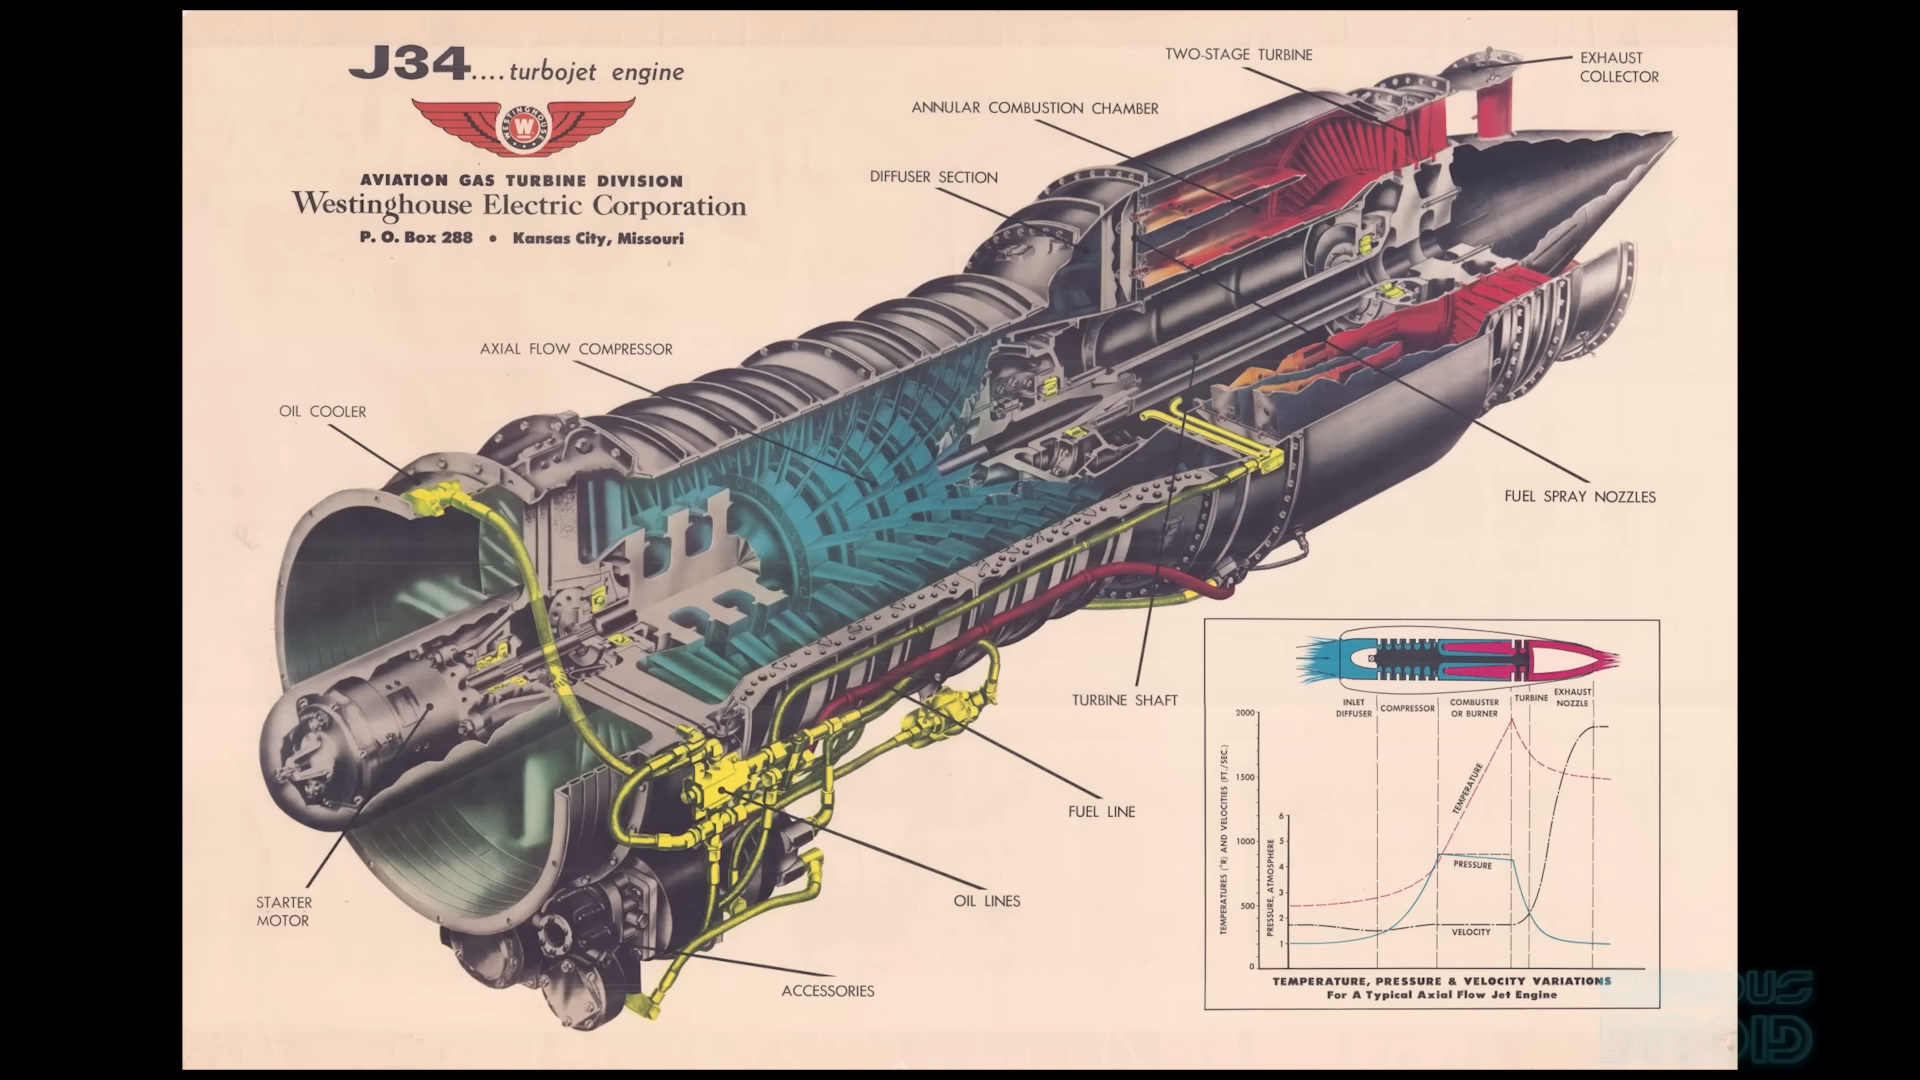 J34....turbojet engine
WESTINGHOUSE
W
AVIATION GAS TURBINE DIVISION
Westinghouse Electric Corporation
P. O. Box 288 • Kansas City, Missouri
TWO-STAGE TURBINE
EXHAUST
COLLECTOR
ANNULAR COMBUSTION CHAMBER
DIFFUSER SECTION
AXIAL FLOW COMPRESSOR
OIL COOLER
FUEL SPRAY NOZZLES
TURBINE SHAFT
FUEL LINE
OIL LINES
STARTER
MOTOR
ACCESSORIES
INLET
DIFFUSER
COMPRESSOR
COMBUSTER
OR BURNER
TURBINE
EXHAUST
NOZZLE
TEMPERATURES (°R) AND VELOCITIES (FT./SEC.)
2000
1500
1000
500
0
PRESSURE, ATMOSPHERE
6
5
4
3
2
1
TEMPERATURE
PRESSURE
VELOCITY
TEMPERATURE, PRESSURE & VELOCITY VARIATIONS
For A Typical Axial Flow Jet Engine
DROID